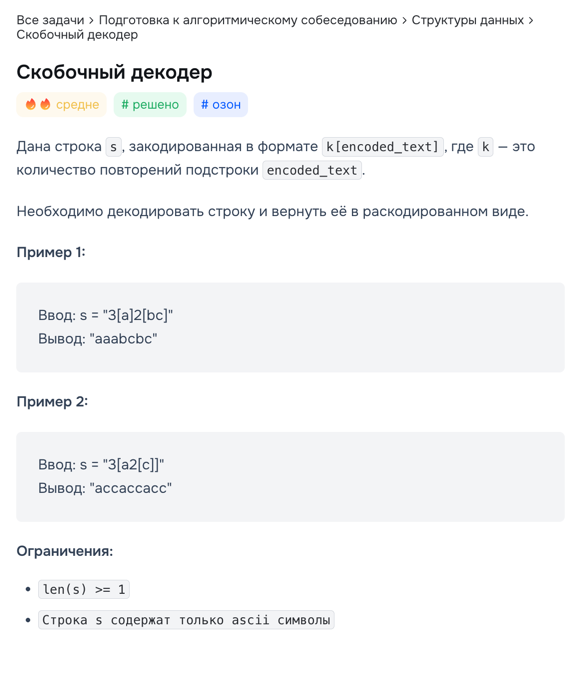 Все задачи > Подготовка к алгоритмическому собеседованию > Структуры данных >
Скобочный декодер
Скобочный декодер
🔥🔥 средне # решено # озон
Дана строка s, закодированная в формате k[encoded_text], где k — это
количество повторений подстроки encoded_text.
Необходимо декодировать строку и вернуть её в раскодированном виде.
Пример 1:
Ввод: s = "3[a]2[bc]"
Вывод: "aaabcbc"
Пример 2:
Ввод: s = "3[a2[c]]"
Вывод: "accaccacc"
Ограничения:
• len(s) >= 1
• Строка s содержат только ascii символы